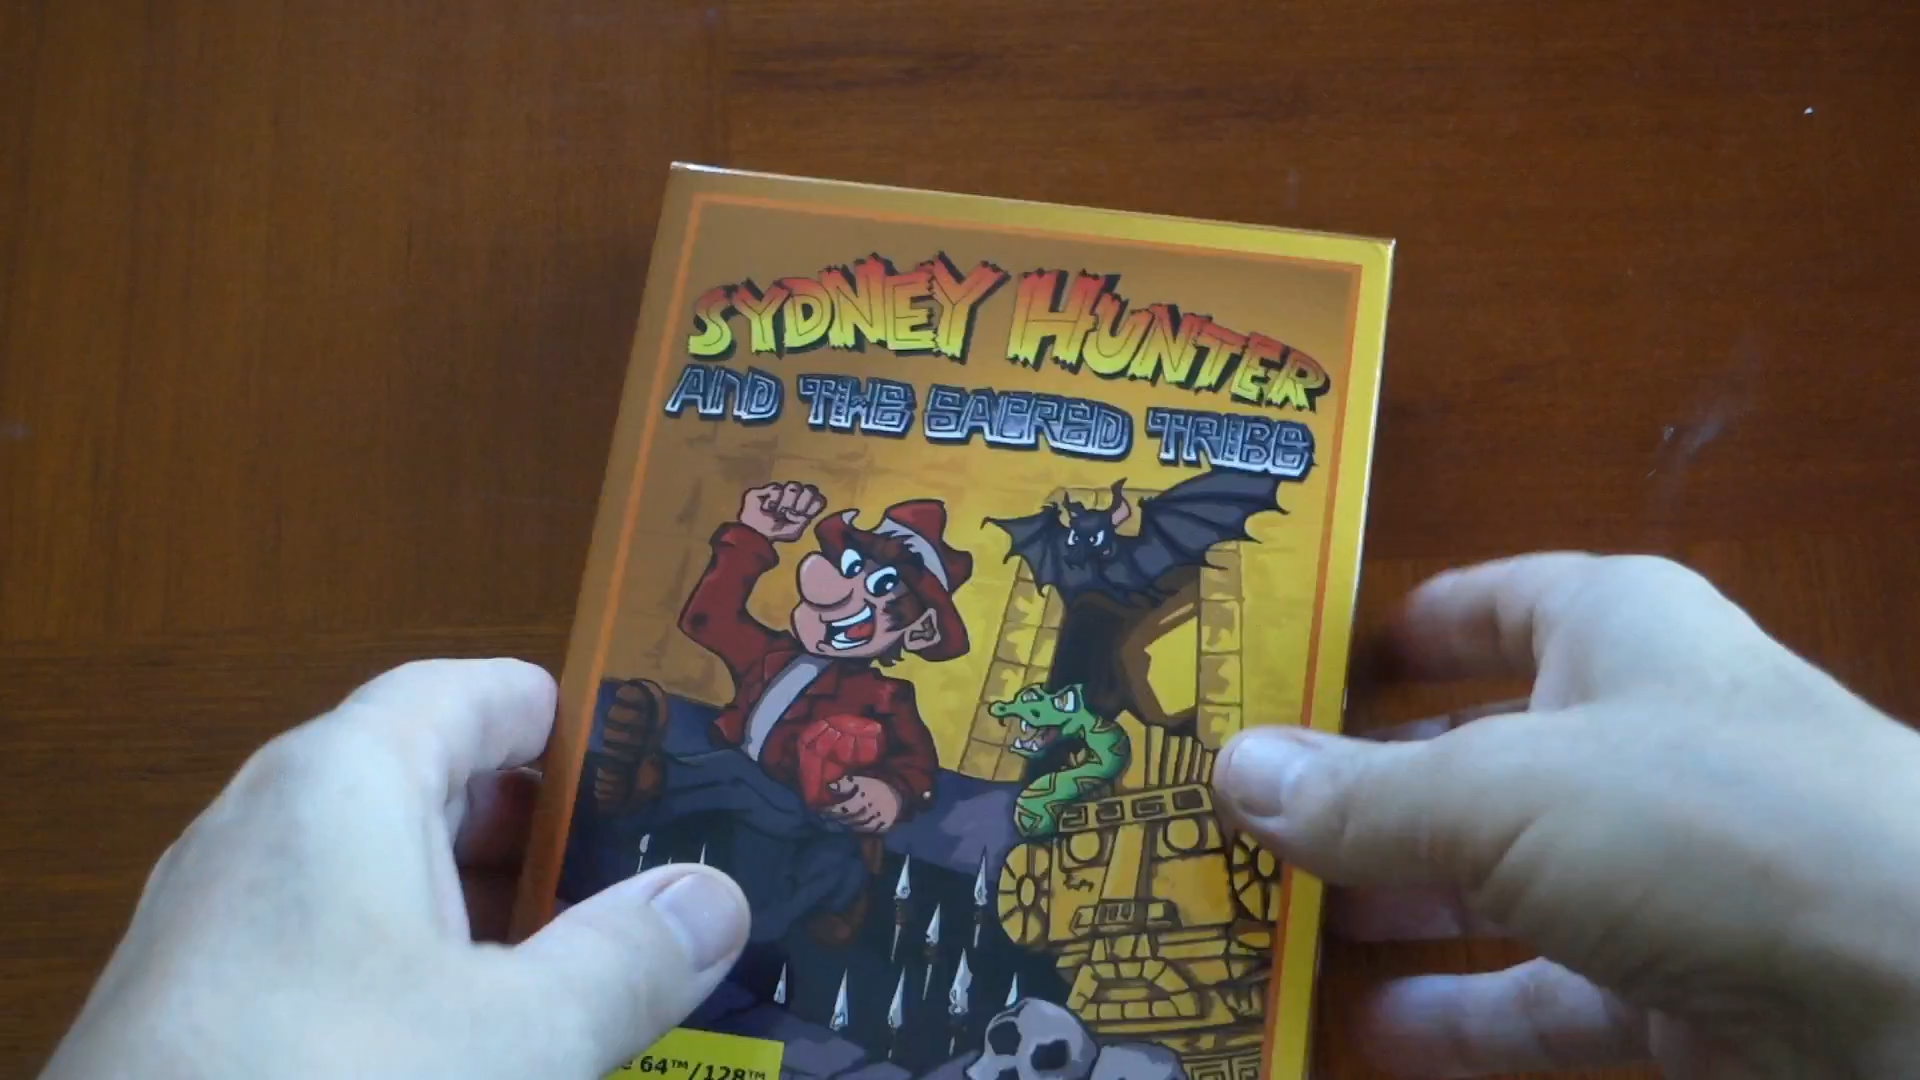 SYDNEY HUNTER
AND THE SACRED TRIBE
64™/128™